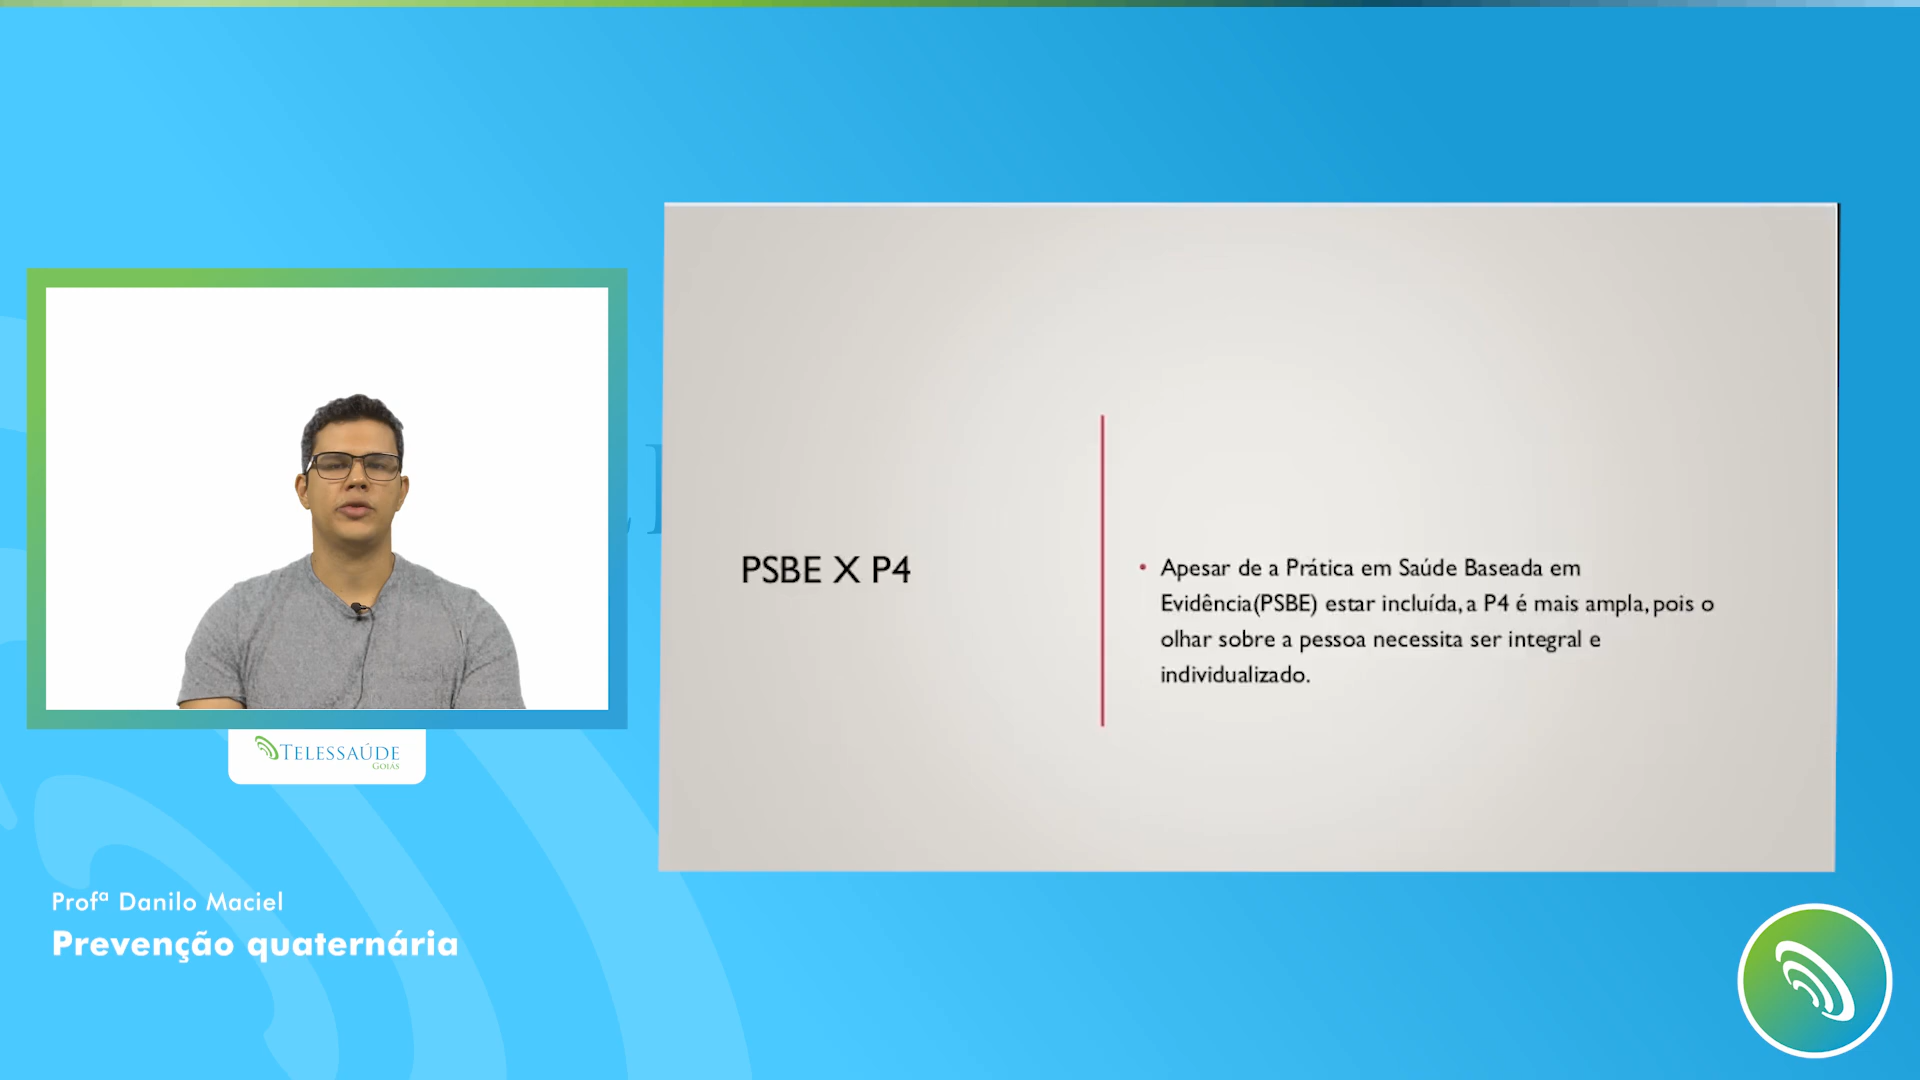 PSBE X P4
• Apesar de a Prática em Saúde Baseada em
Evidência(PSBE) estar incluída, a P4 é mais ampla, pois o
olhar sobre a pessoa necessita ser integral e
individualizado.
TELESSAÚDE
GOIÁS
Profª Danilo Maciel
Prevenção quaternária